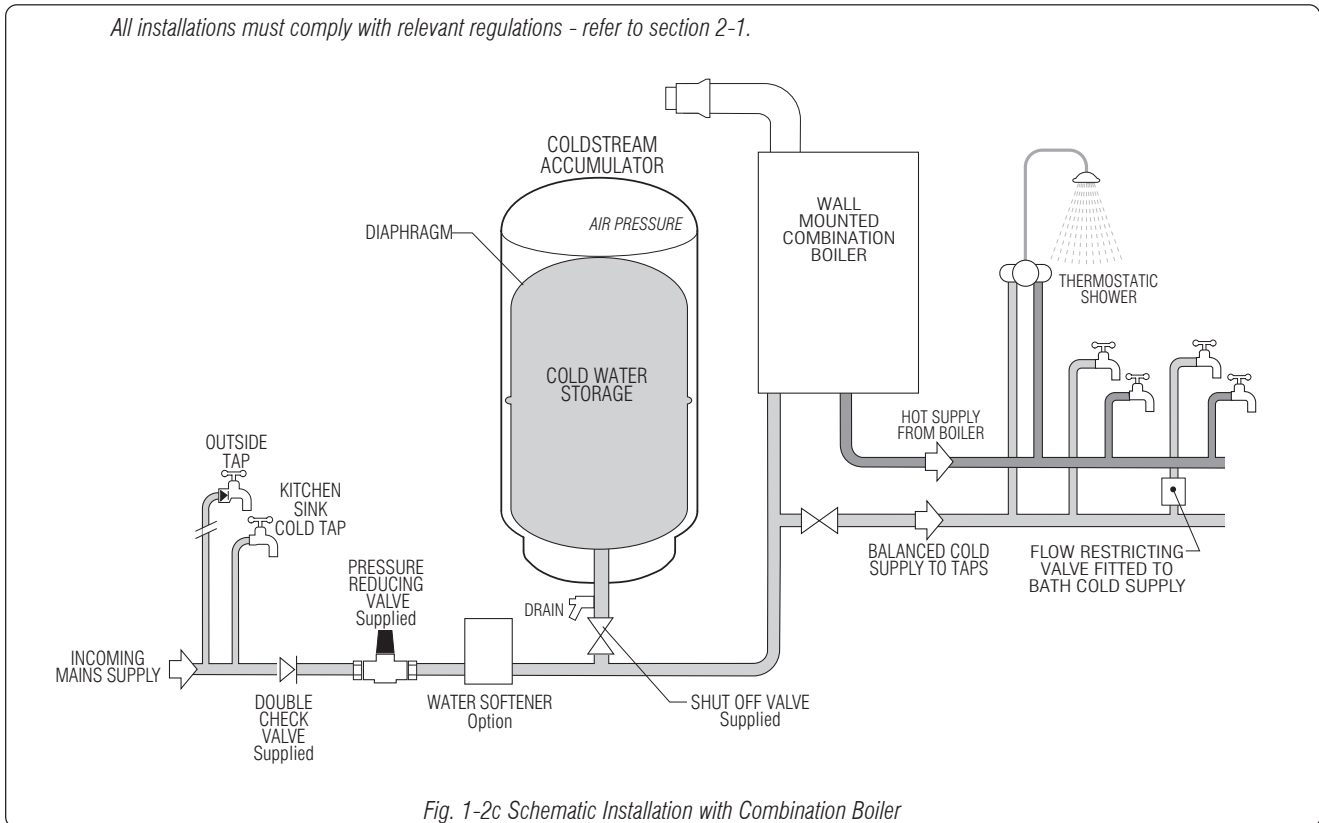 All installations must comply with relevant regulations - refer to section 2-1.
COLDSTREAM
ACCUMULATOR
AIR PRESSURE
DIAPHRAGM
COLD WATER
STORAGE
WALL
MOUNTED
COMBINATION
BOILER
THERMOSTATIC
SHOWER
HOT SUPPLY
FROM BOILER
OUTSIDE
TAP
KITCHEN
SINK
COLD TAP
PRESSURE
REDUCING
VALVE
Supplied
DRAIN
BALANCED COLD
SUPPLY TO TAPS
FLOW RESTRICTING
VALVE FITTED TO
BATH COLD SUPPLY
INCOMING
MAINS SUPPLY
DOUBLE
CHECK
VALVE
Supplied
WATER SOFTENER
Option
SHUT OFF VALVE
Supplied
Fig. 1-2c Schematic Installation with Combination Boiler